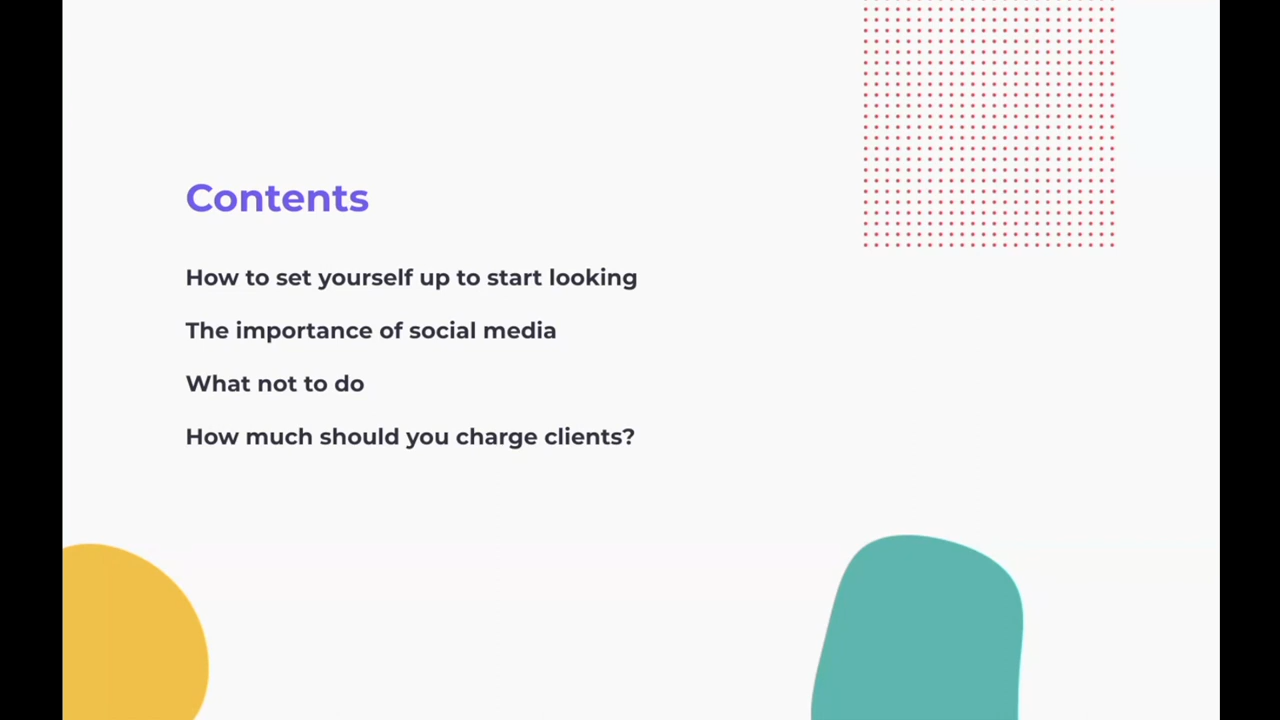 Contents
How to set yourself up to start looking
The importance of social media
What not to do
How much should you charge clients?